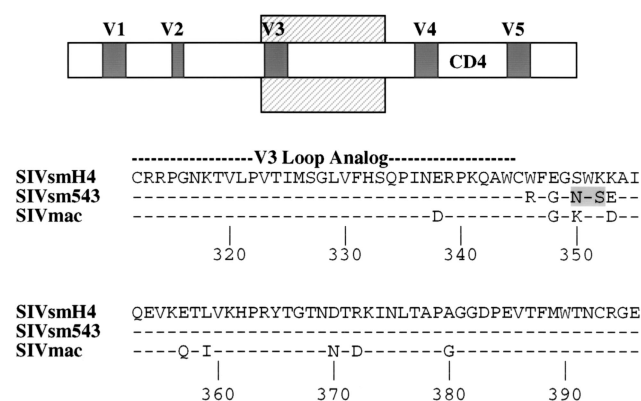 V1 V2 V3 V4 V5
CD4
---------------V3 Loop Analog----------------
SIVsmH4 CRRPGNKTVLPVTIMSGLVFHSQPINERPKQAWCWFEGSWKKAI
SIVsm543 ----------------------------------R-G-N-SE--
SIVmac --------------------------D---------G-K--D--
320 330 340 350
SIVsmH4 QEVKETLVKHPRYTGTNDTRKINLTAPAGGDPEVTFMWTNCRGE
SIVsm543 --------------------------------------------
SIVmac ----Q-I----------N-D-------G----------------
360 370 380 390